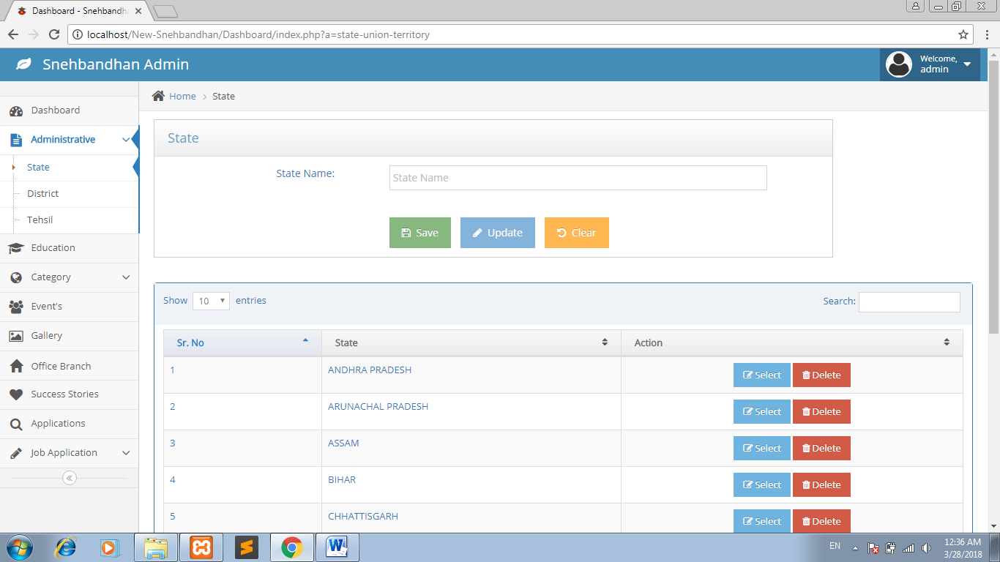 Dashboard - Snehbandh
localhost/New-Snehbandhan/Dashboard/index.php?a=state-union-territory
Snehbandhan Admin
Welcome,
admin
Home > State
Dashboard
Administrative
State
District
Tehsil
Education
Category
Event's
Gallery
Office Branch
Success Stories
Applications
Job Application
State
State Name: State Name
Save Update Clear
Show 10 entries Search:
Sr. No State Action
1 ANDHRA PRADESH Select Delete
2 ARUNACHAL PRADESH Select Delete
3 ASSAM Select Delete
4 BIHAR Select Delete
5 CHHATTISGARH Select Delete
EN
12:36 AM
3/28/2018